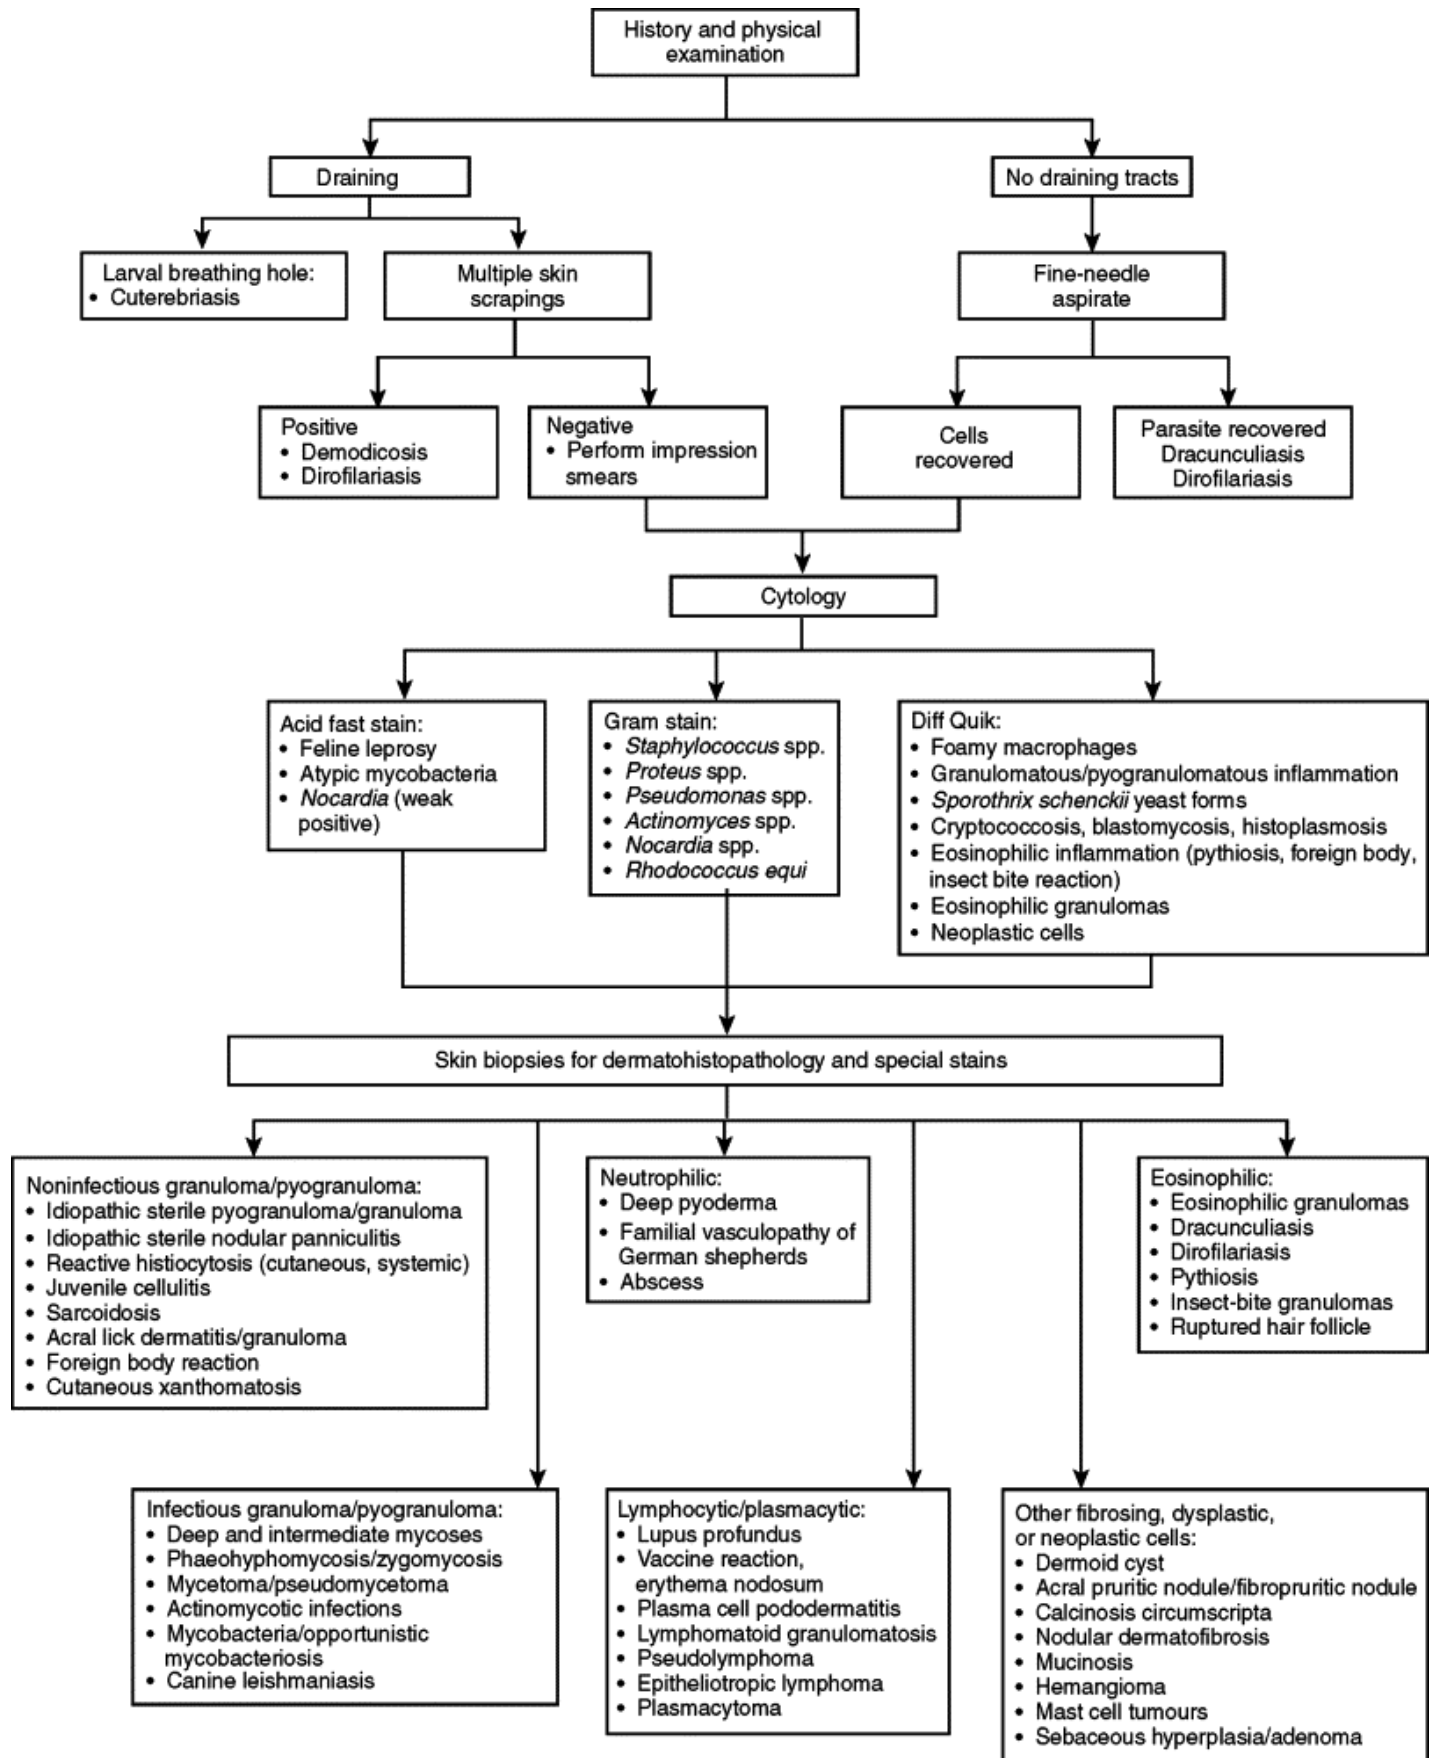 History and physical
examination
Draining
No draining tracts
Larval breathing hole:
• Cuterebriasis
Multiple skin
scrapings
Fine-needle
aspirate
Positive
• Demodicosis
• Dirofilariasis
Negative
• Perform impression
smears
Cells
recovered
Parasite recovered
Dracunculiasis
Dirofilariasis
Cytology
Acid fast stain:
• Feline leprosy
• Atypic mycobacteria
• Nocardia (weak
positive)
Gram stain:
• Staphylococcus spp.
• Proteus spp.
• Pseudomonas spp.
• Actinomyces spp.
• Nocardia spp.
• Rhodococcus equi
Diff Quik:
• Foamy macrophages
• Granulomatous/pyogranulomatous inflammation
• Sporothrix schenckii yeast forms
• Cryptococcosis, blastomycosis, histoplasmosis
• Eosinophilic inflammation (pythiosis, foreign body,
insect bite reaction)
• Eosinophilic granulomas
• Neoplastic cells
Skin biopsies for dermatohistopathology and special stains
Noninfectious granuloma/pyogranuloma:
• Idiopathic sterile pyogranuloma/granuloma
• Idiopathic sterile nodular panniculitis
• Reactive histiocytosis (cutaneous, systemic)
• Juvenile cellulitis
• Sarcoidosis
• Acral lick dermatitis/granuloma
• Foreign body reaction
• Cutaneous xanthomatosis
Neutrophilic:
• Deep pyoderma
• Familial vasculopathy of
German shepherds
• Abscess
Eosinophilic:
• Eosinophilic granulomas
• Dracunculiasis
• Dirofilariasis
• Pythiosis
• Insect-bite granulomas
• Ruptured hair follicle
Infectious granuloma/pyogranuloma:
• Deep and intermediate mycoses
• Phaeohyphomycosis/zygomycosis
• Mycetoma/pseudomycetoma
• Actinomycotic infections
• Mycobacteria/opportunistic
mycobacteriosis
• Canine leishmaniasis
Lymphocytic/plasmacytic:
• Lupus profundus
• Vaccine reaction,
erythema nodosum
• Plasma cell pododermatitis
• Lymphomatoid granulomatosis
• Pseudolymphoma
• Epitheliotropic lymphoma
• Plasmacytoma
Other fibrosing, dysplastic,
or neoplastic cells:
• Dermoid cyst
• Acral pruritic nodule/fibropruritic nodule
• Calcinosis circumscripta
• Nodular dermatofibrosis
• Mucinosis
• Hemangioma
• Mast cell tumours
• Sebaceous hyperplasia/adenoma